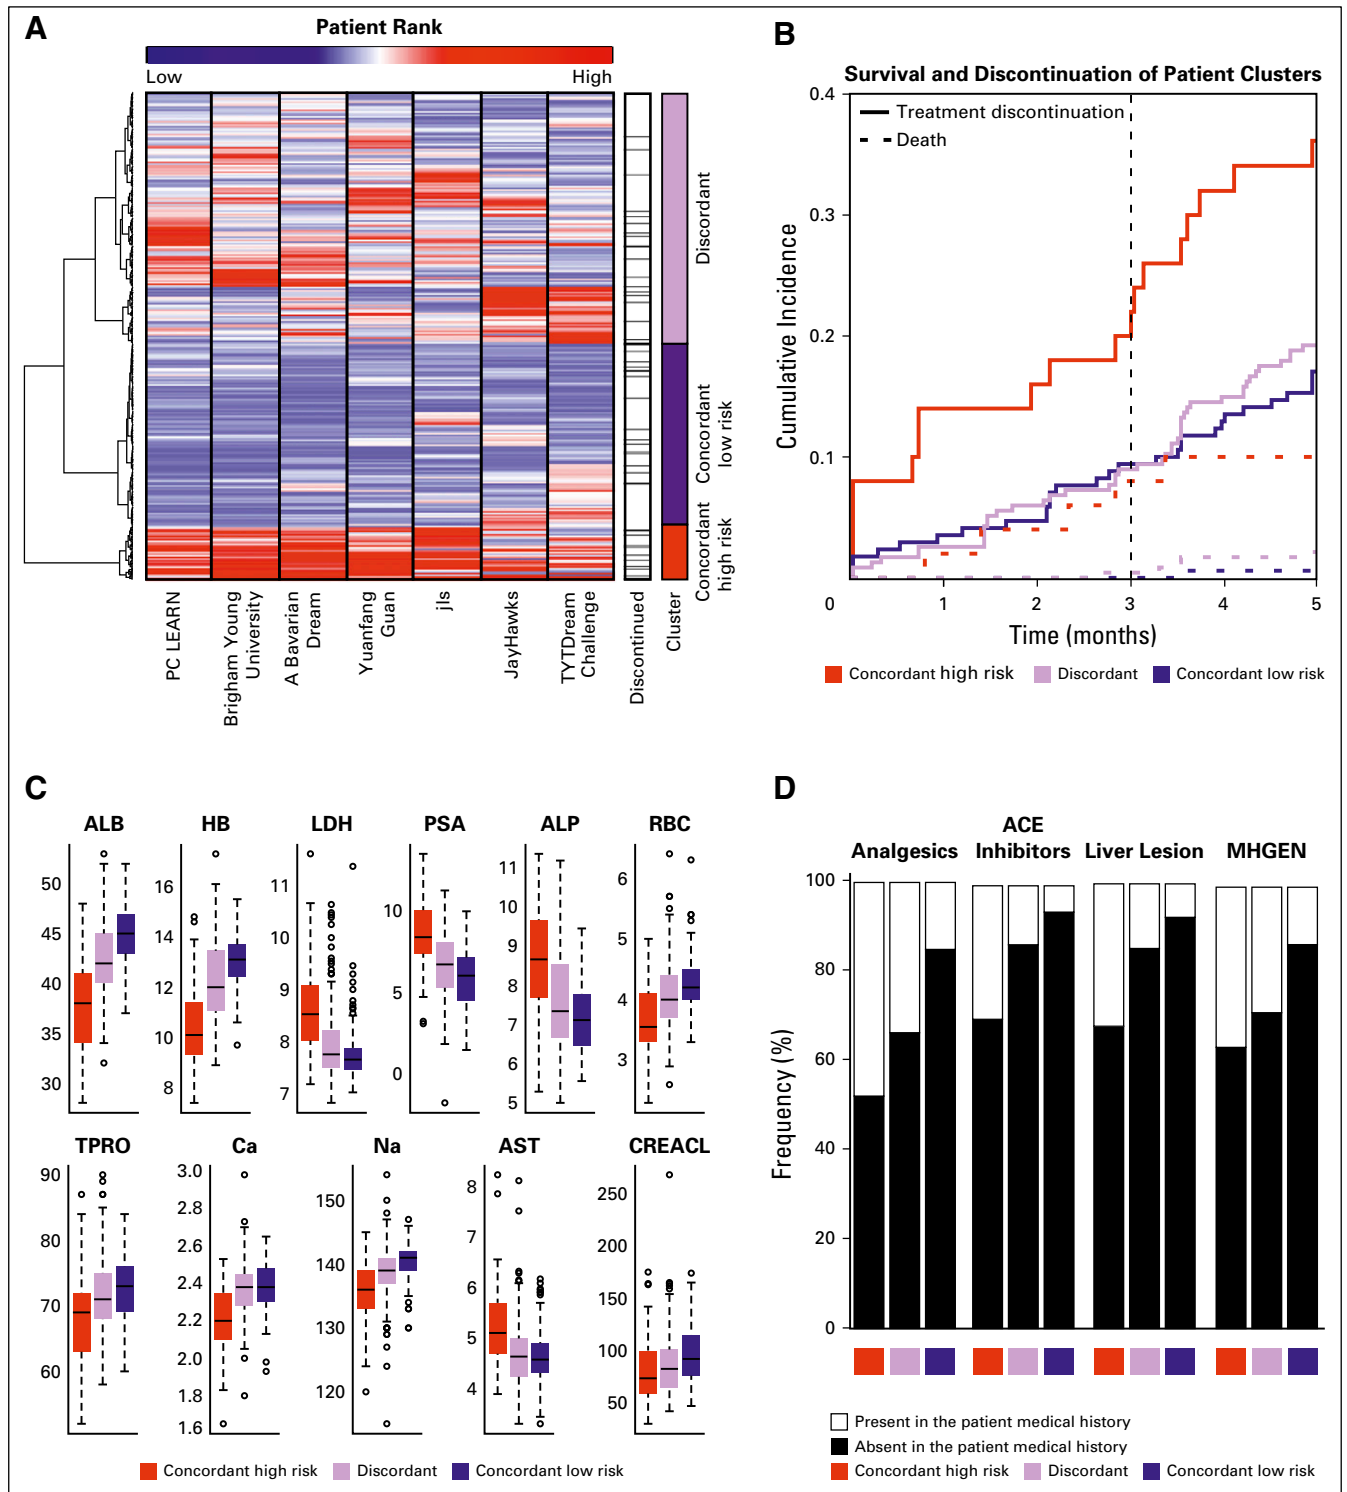 A
Patient Rank
Low
High
Discordant
Concordant
low risk
Concordant
high risk
PC LEARN
Brigham Young
University
A Bavarian
Dream
Yuanfang
Guan
jls
JayHawks
TYTDream
Challenge
Discontinued
Cluster
B
Survival and Discontinuation of Patient Clusters
Treatment discontinuation
Death
Cumulative Incidence
0.4
0.3
0.2
0.1
0
1
2
3
4
5
Time (months)
Concordant high risk
Discordant
Concordant low risk
C
ALB
50
45
40
35
30
HB
16
14
12
10
8
LDH
11
10
9
8
7
PSA
10
5
0
ALP
11
10
9
8
7
6
5
RBC
6
5
4
3
TPRO
90
80
70
60
Ca
3.0
2.8
2.6
2.4
2.2
2.0
1.8
1.6
Na
150
140
130
120
AST
8
7
6
5
4
CREACL
250
200
150
100
50
Concordant high risk
Discordant
Concordant low risk
D
Analgesics
ACE
Inhibitors
Liver Lesion
MHGEN
Frequency (%)
100
80
60
40
20
0
Present in the patient medical history
Absent in the patient medical history
Concordant high risk
Discordant
Concordant low risk